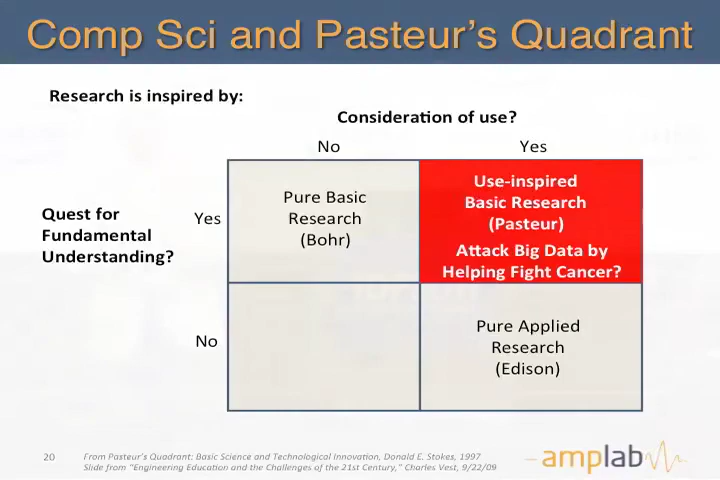 Comp Sci and Pasteur's Quadrant
Research is inspired by:
Consideration of use?
No
Yes
Quest for
Fundamental
Understanding?
Yes
Pure Basic
Research
(Bohr)
Use-inspired
Basic Research
(Pasteur)
Attack Big Data by
Helping Fight Cancer?
No
Pure Applied
Research
(Edison)
20
From Pasteur's Quadrant: Basic Science and Technological Innovation, Donald E. Stokes, 1997
Slide from "Engineering Education and the Challenges of the 21st Century," Charles Vest, 9/22/09
amplab